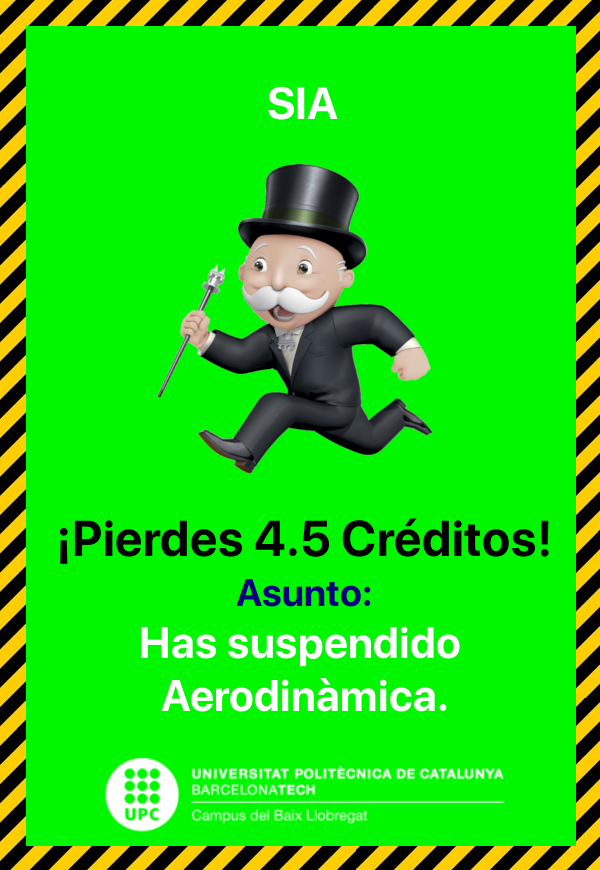 SIA
¡Pierdes 4.5 Créditos!
Asunto:
Has suspendido
Aerodinàmica.
UPC
UNIVERSITAT POLITÈCNICA DE CATALUNYA
BARCELONATECH
Campus del Baix Llobregat